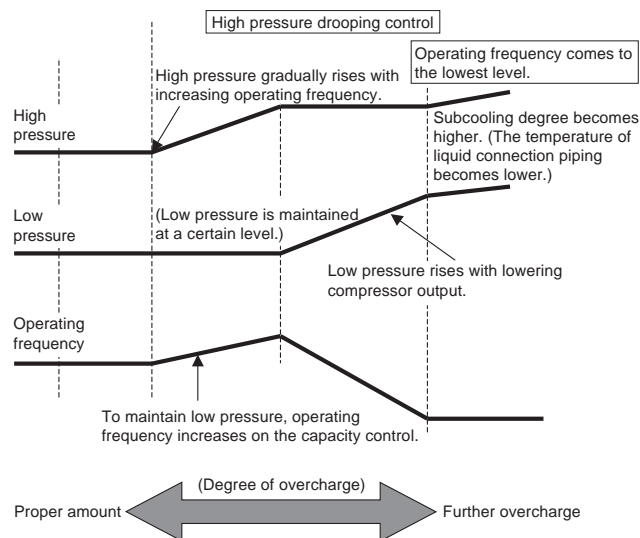 High pressure drooping control
Operating frequency comes to
the lowest level.
High pressure gradually rises with
increasing operating frequency.
High
pressure
Subcooling degree becomes
higher. (The temperature of
liquid connection piping
becomes lower.)
Low
pressure
(Low pressure is maintained
at a certain level.)
Low pressure rises with lowering
compressor output.
Operating
frequency
To maintain low pressure, operating
frequency increases on the capacity control.
(Degree of overcharge)
Proper amount
Further overcharge